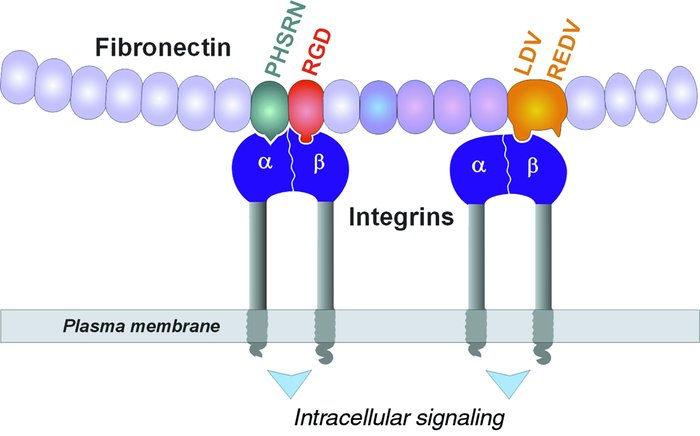 Fibronectin
PHSRN
RGD
LDV
REDV
α
β
α
β
Integrins
Plasma membrane
Intracellular signaling